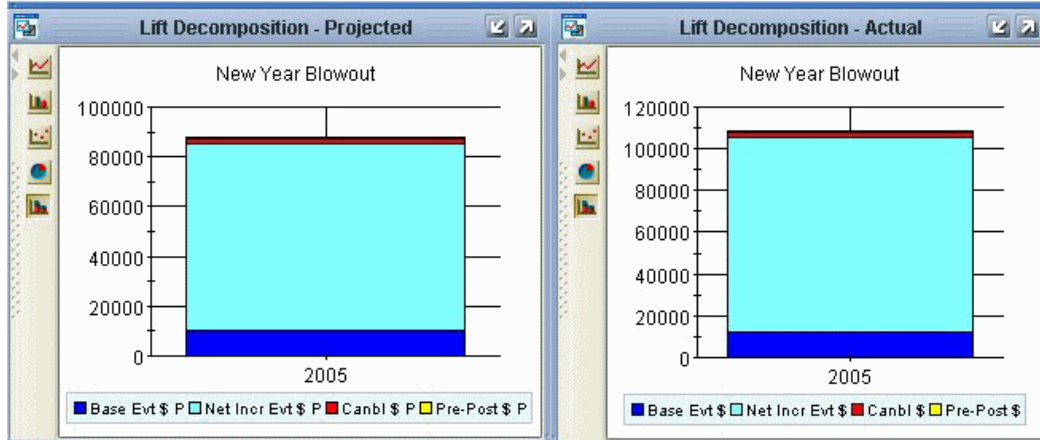 Lift Decomposition - Projected
New Year Blowout
100000
80000
60000
40000
20000
0
2005
Base Evt $ P Net Incr Evt $ P Canbl $ P Pre-Post $ P
Lift Decomposition - Actual
New Year Blowout
120000
100000
80000
60000
40000
20000
0
2005
Base Evt $ Net Incr Evt $ Canbl $ Pre-Post $